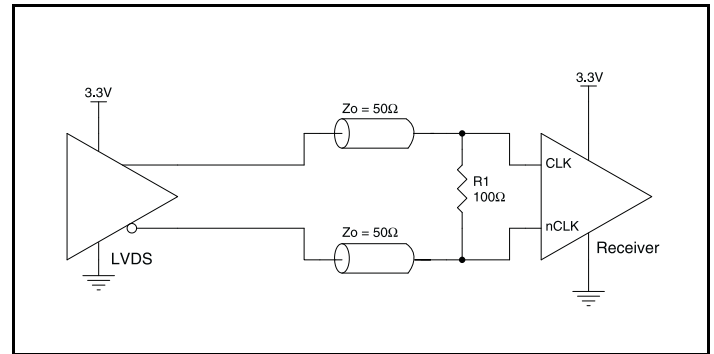 3.3V
Zo = 50Ω
3.3V
CLK
R1
100Ω
nCLK
Zo = 50Ω
LVDS
Receiver